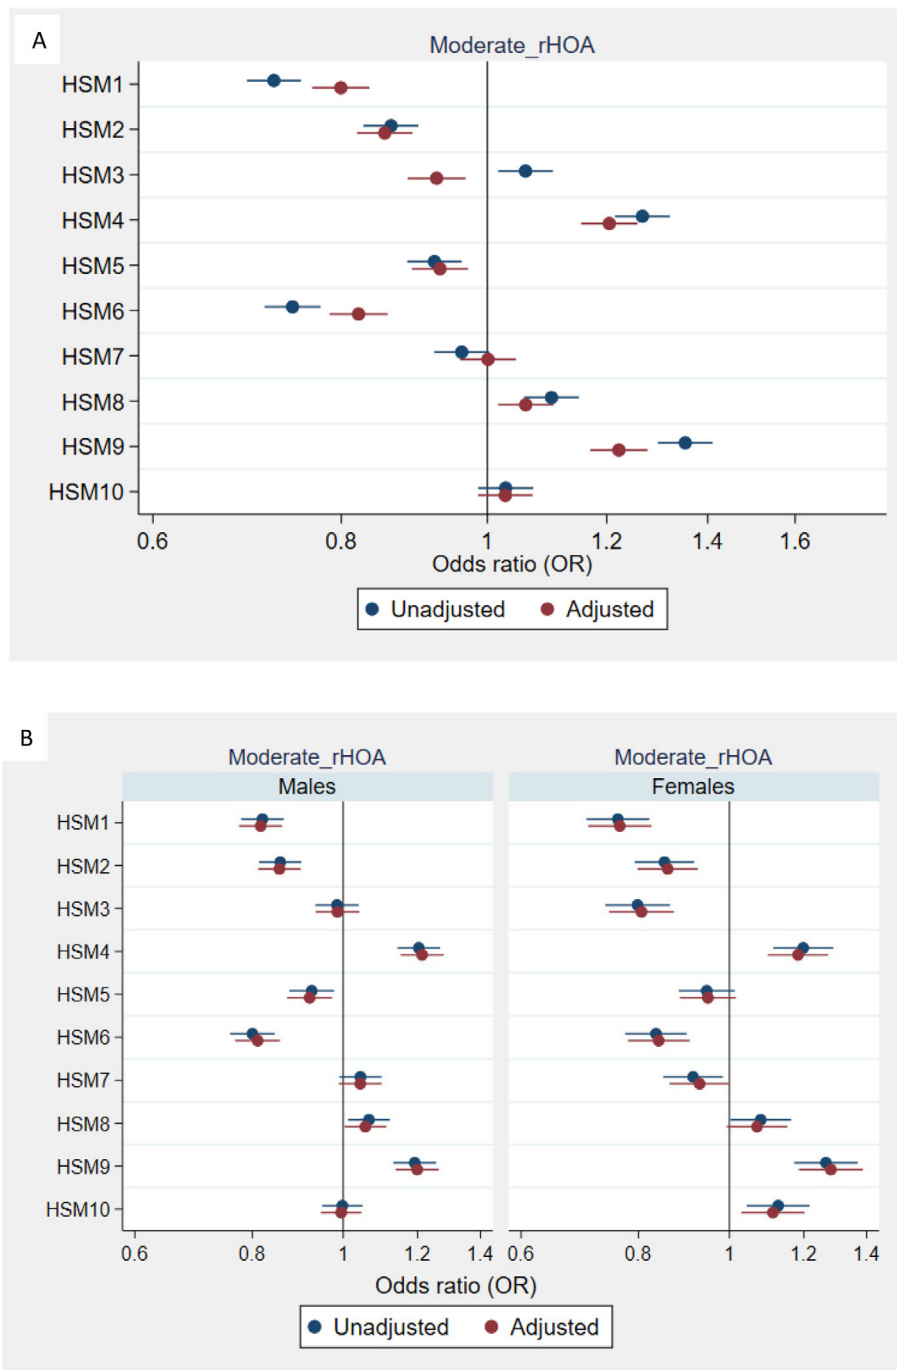 A
Moderate_rHOA
HSM1
HSM2
HSM3
HSM4
HSM5
HSM6
HSM7
HSM8
HSM9
HSM10
0.6 0.8 1 1.2 1.4 1.6
Odds ratio (OR)
Unadjusted Adjusted
B
Moderate_rHOA Moderate_rHOA
Males Females
HSM1
HSM2
HSM3
HSM4
HSM5
HSM6
HSM7
HSM8
HSM9
HSM10
0.6 0.8 1 1.2 1.4 0.6 0.8 1 1.2 1.4
Odds ratio (OR)
Unadjusted Adjusted